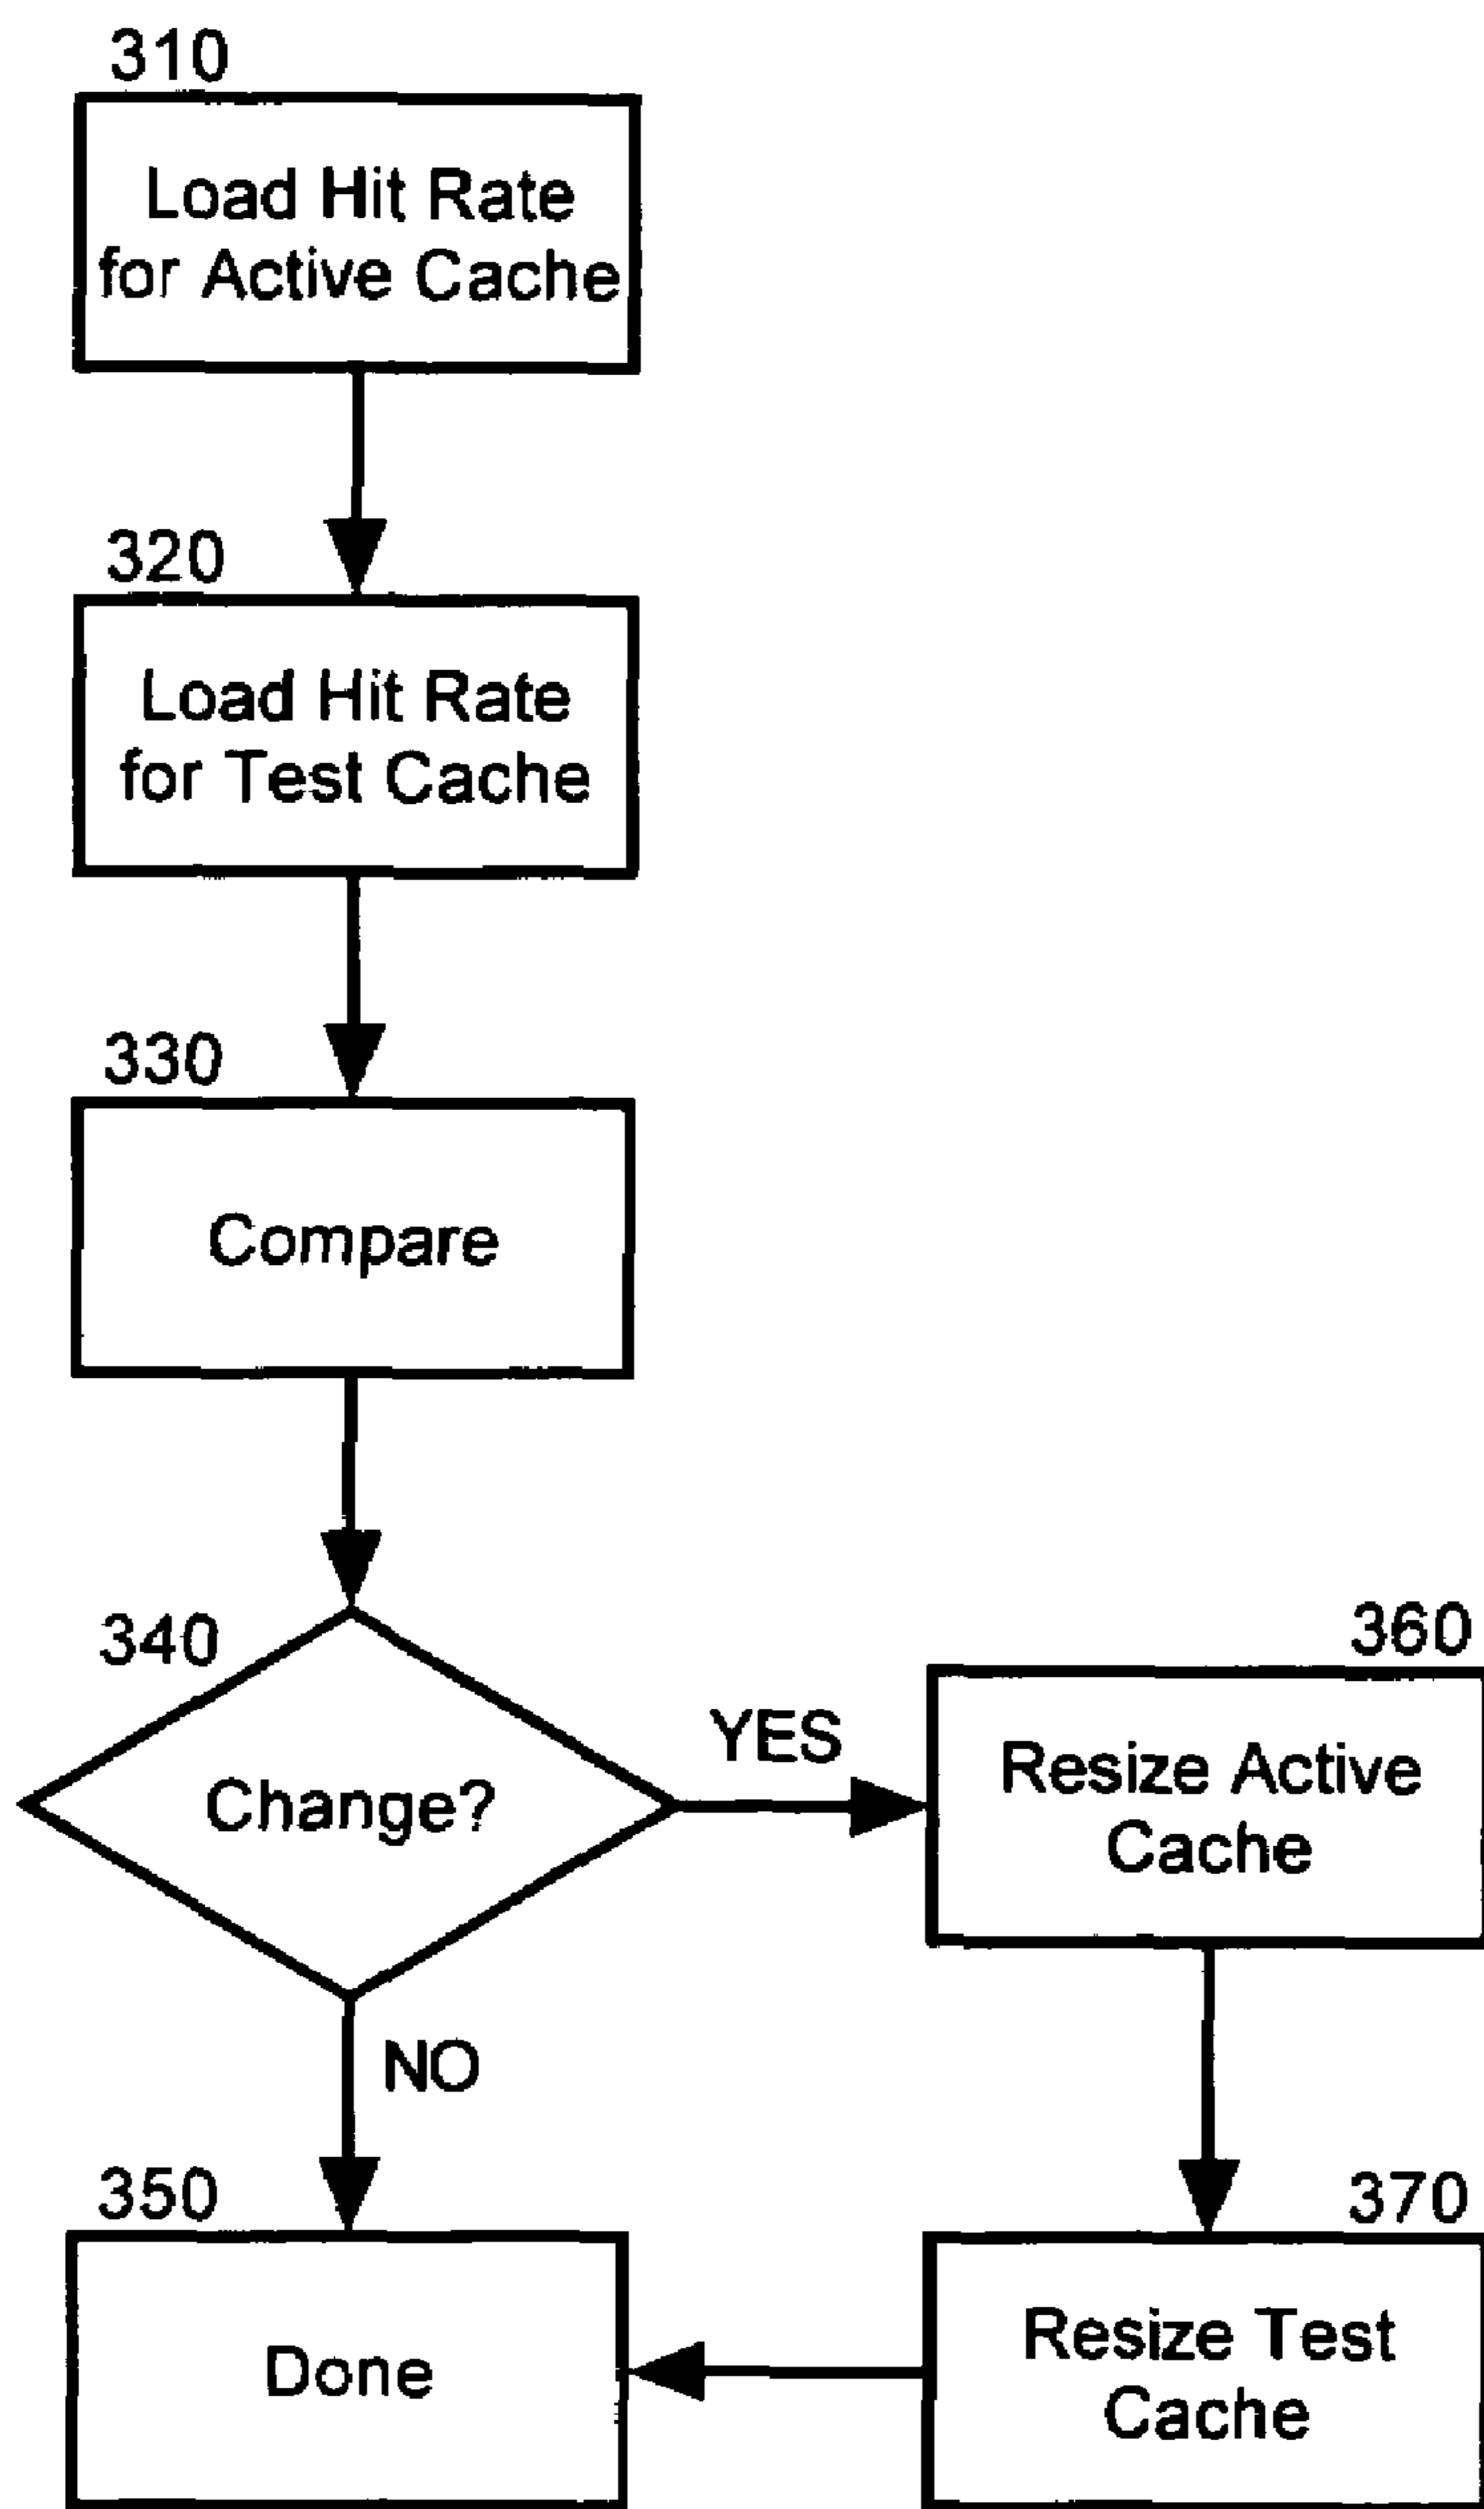 310
Load Hit Rate
for Active Cache
320
Load Hit Rate
for Test Cache
330
Compare
340
Change?
YES
360
Resize Active
Cache
NO
350
Done
370
Resize Test
Cache